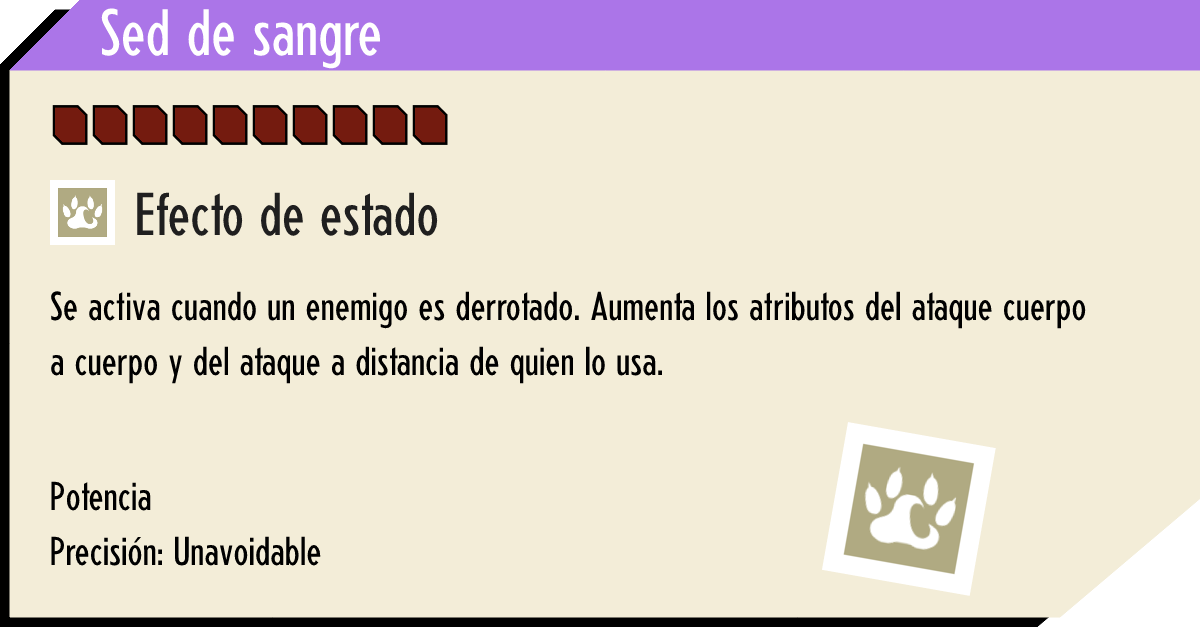 Sed de sangre
Efecto de estado
Se activa cuando un enemigo es derrotado. Aumenta los atributos del ataque cuerpo
a cuerpo y del ataque a distancia de quien lo usa.
Potencia
Precisión: Unavoidable